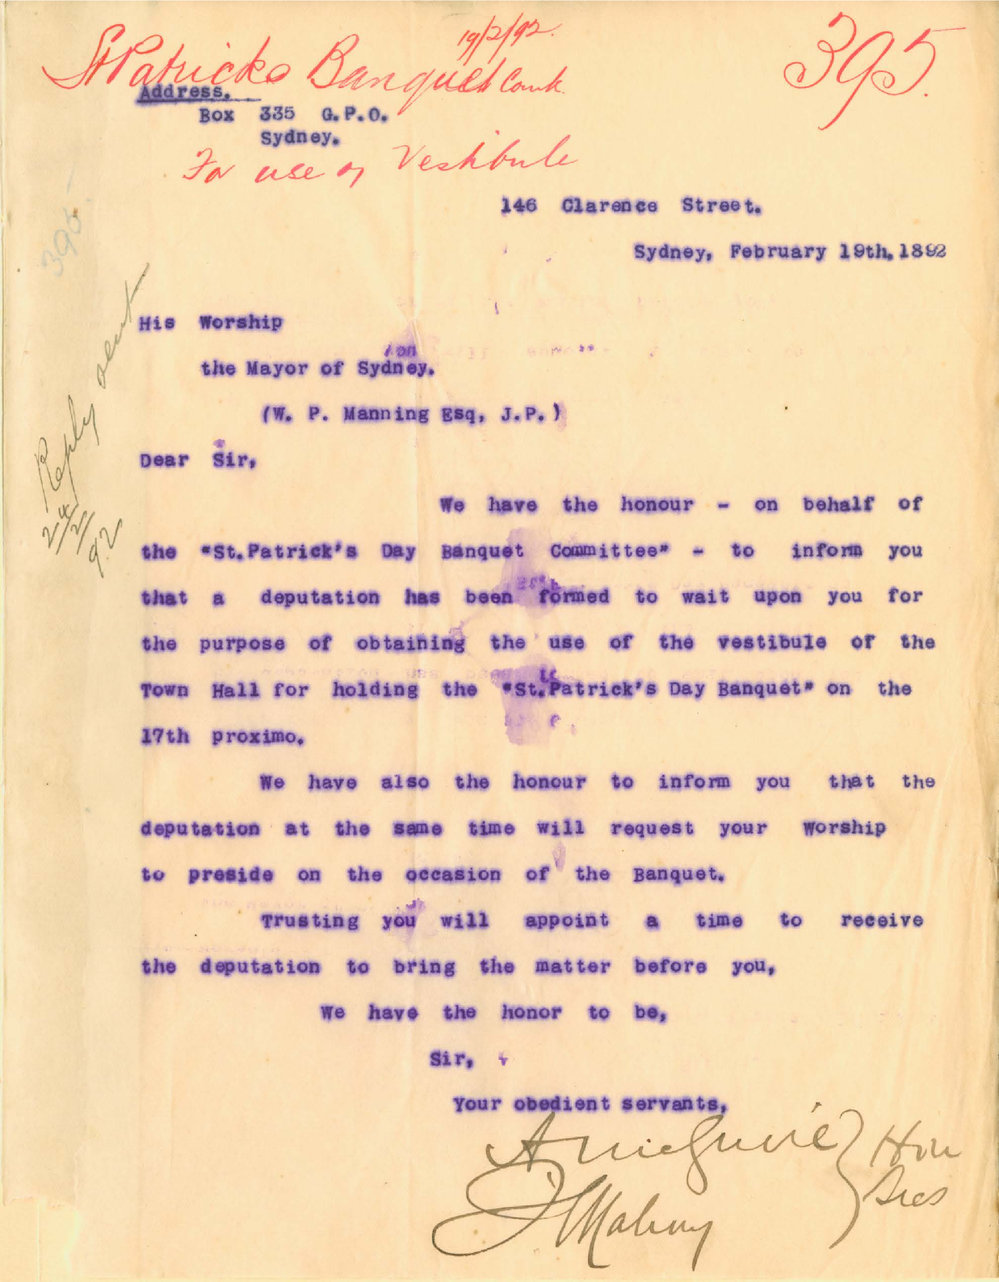 19/2/92.
St Patricks Banquet Comt.
395.
Address.
Box 335 G.P.O.
Sydney.
For use of Vestibule
146 Clarence Street.
Sydney, February 19th. 1892
395
Reply sent
24/2/92
His Worship
the Mayor of Sydney.
(W. P. Manning Esq, J.P.)
Dear Sir,
We have the honour - on behalf of
the "St.Patrick's Day Banquet Committee" - to inform you
that a deputation has been formed to wait upon you for
the purpose of obtaining the use of the vestibule of the
Town Hall for holding the "St.Patrick's Day Banquet" on the
17th proximo.
We have also the honour to inform you that the
deputation at the same time will request your Worship
to preside on the occasion of the Banquet.
Trusting you will appoint a time to receive
the deputation to bring the matter before you,
We have the honor to be,
Sir,
Your obedient servants,
Hon
Secs